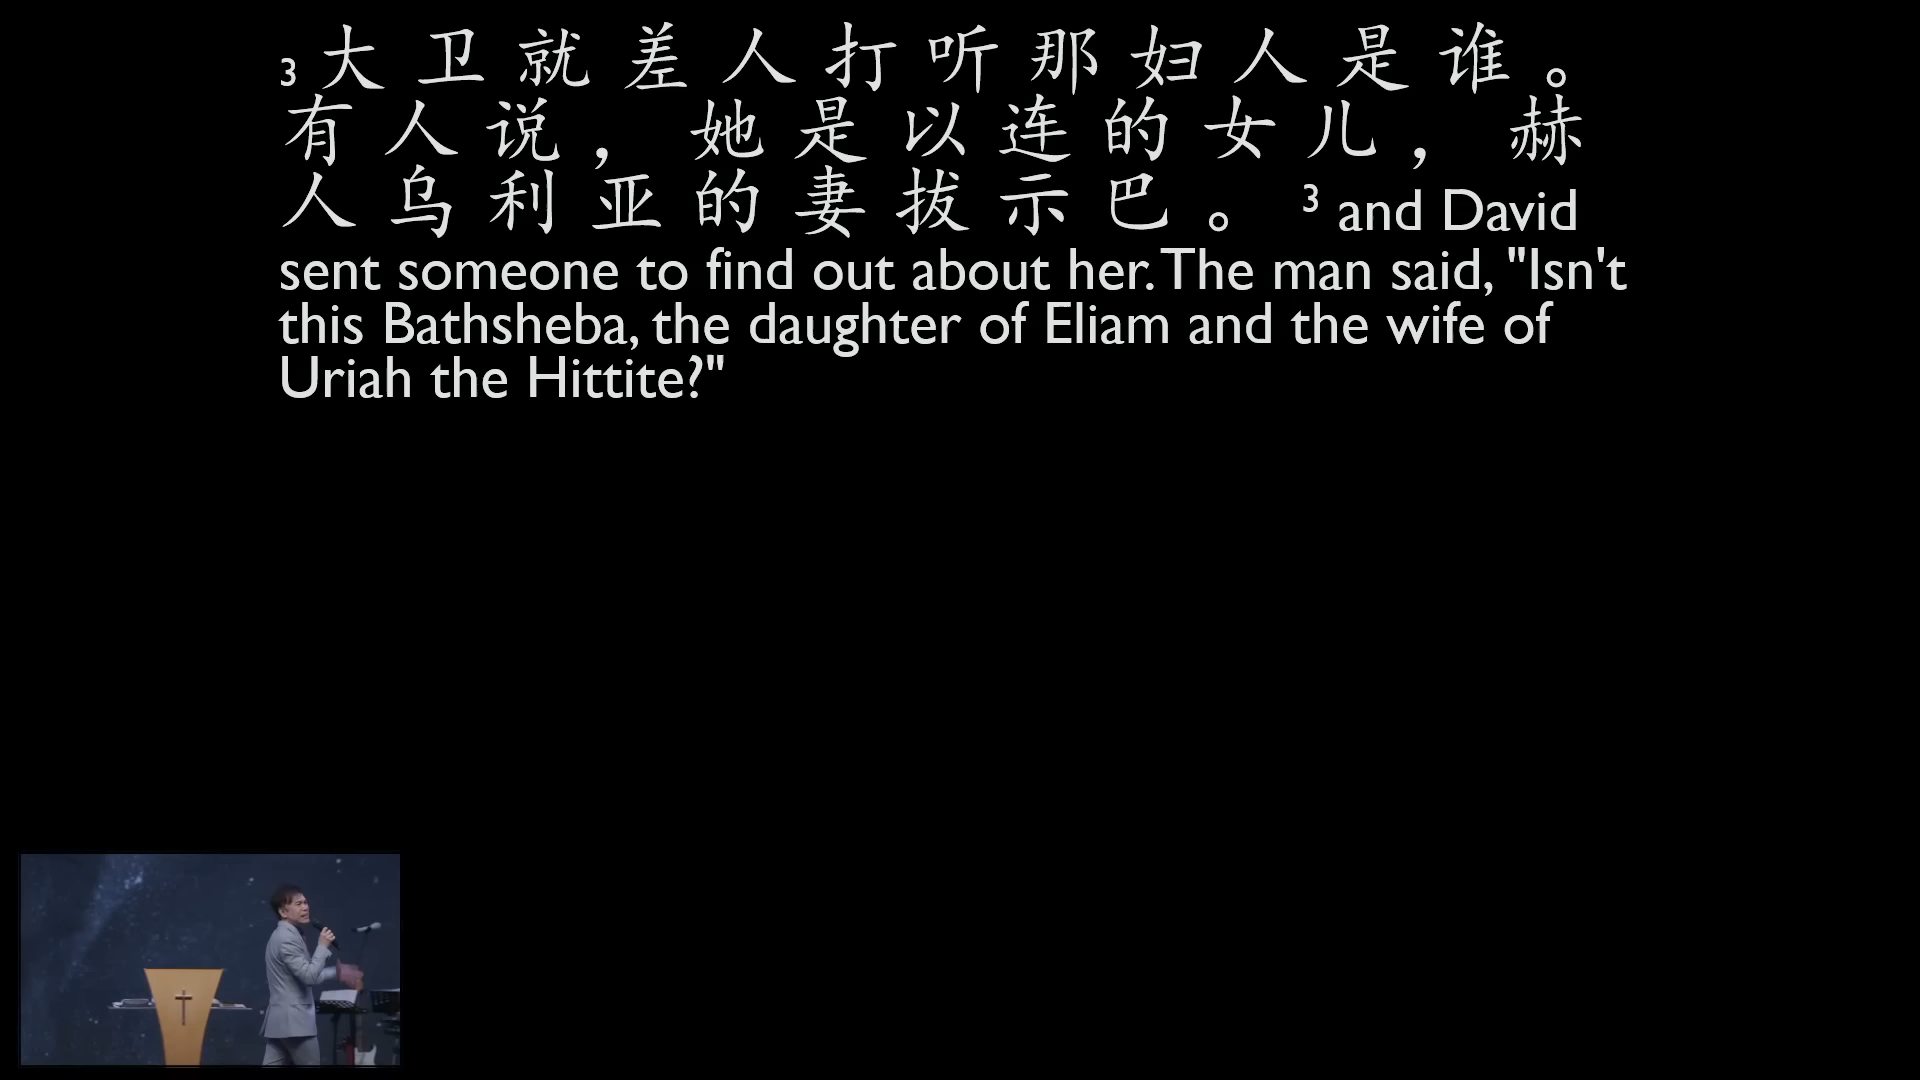 3 大卫就差人打听那妇人是谁。
有人说，她是以连的女儿，赫
人乌利亚的妻拔示巴。 3 and David
sent someone to find out about her. The man said, "Isn't
this Bathsheba, the daughter of Eliam and the wife of
Uriah the Hittite?"